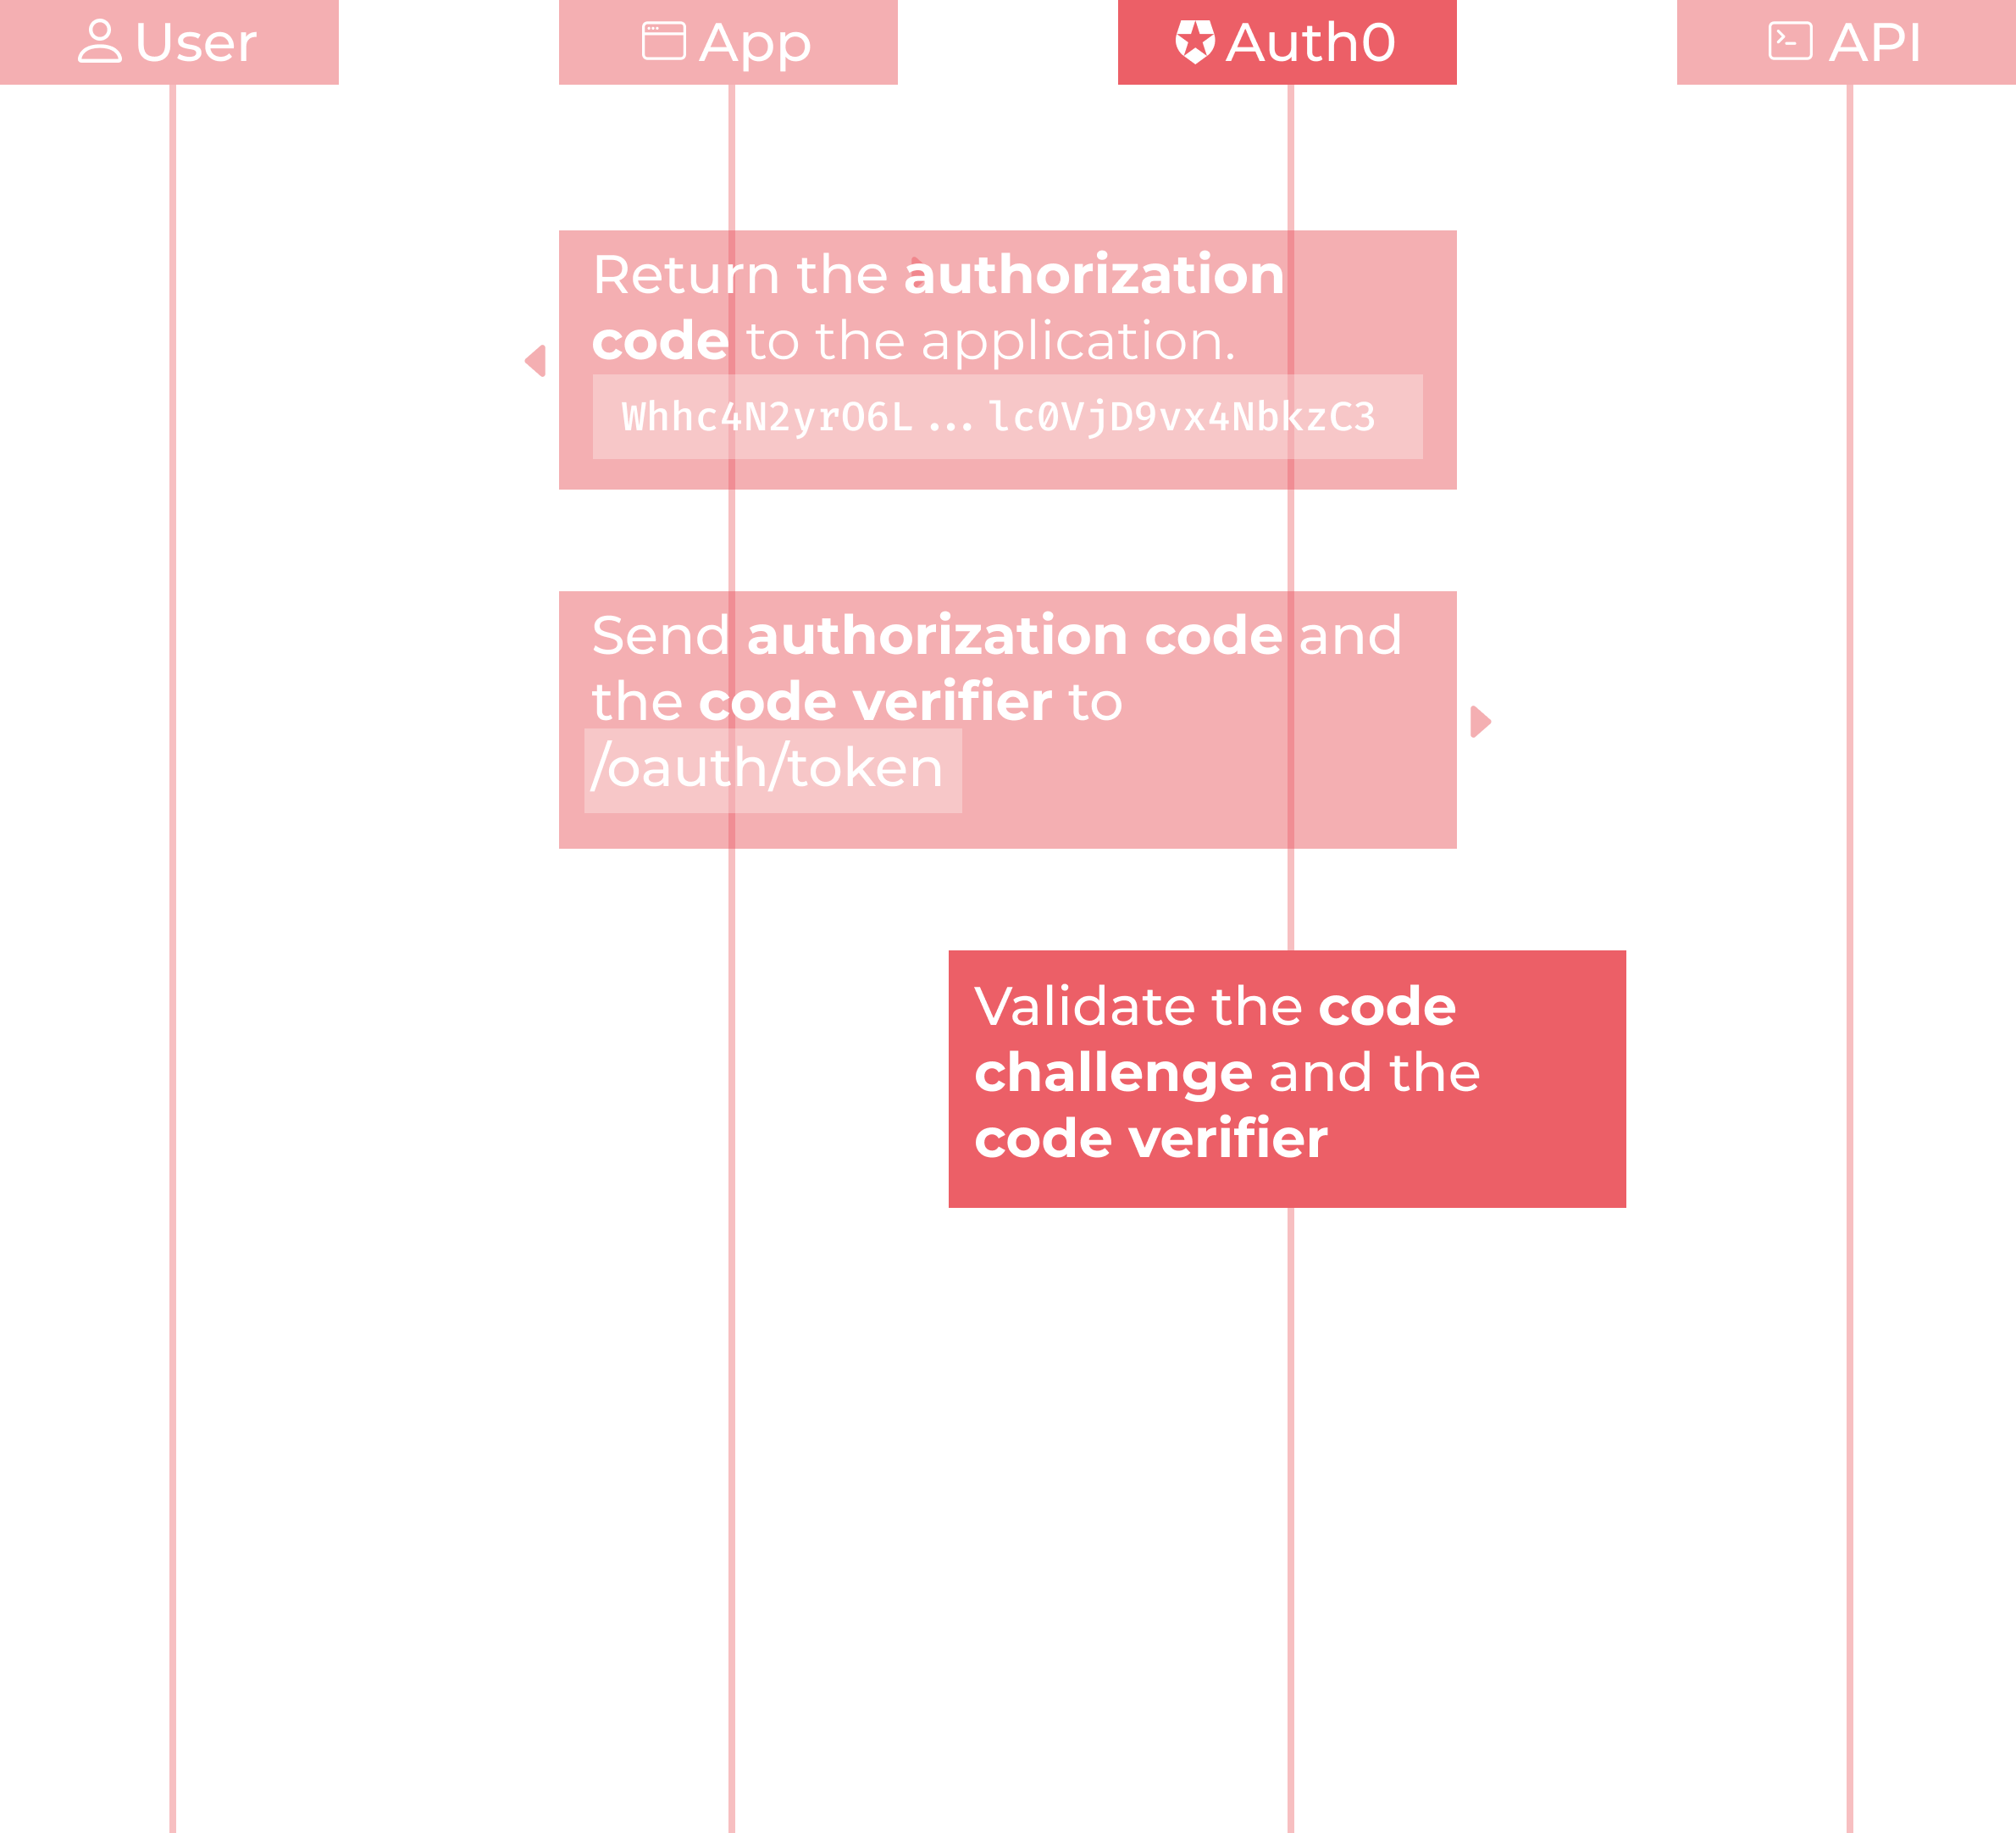 User
App
Auth0
API
Return the authorization
code to the application.
Whhc4N2yrO6L...lc0VjD9vx4NbkzC3
Send authorization code and
the code verifier to
/oauth/token
Validate the code
challenge and the
code verifier